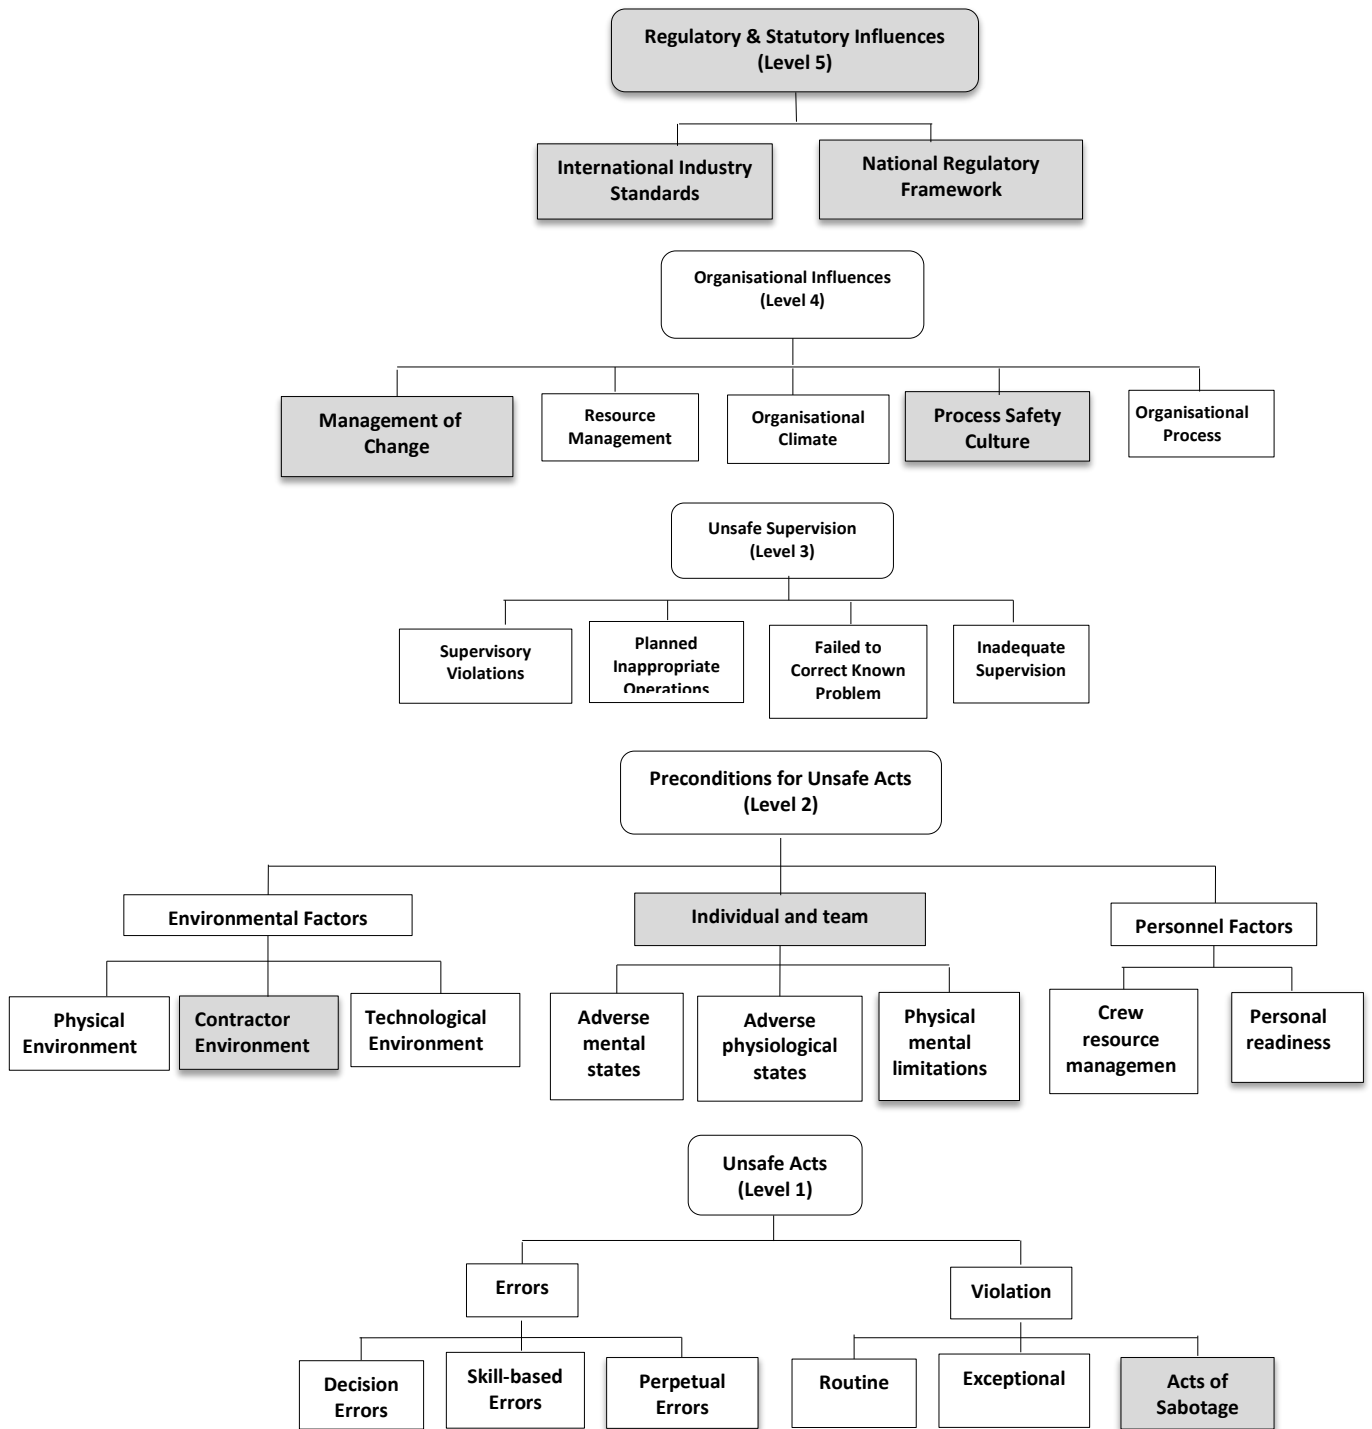 Regulatory & Statutory Influences
(Level 5)
International Industry
Standards
National Regulatory
Framework
Organisational Influences
(Level 4)
Management of
Change
Resource
Management
Organisational
Climate
Process Safety
Culture
Organisational
Process
Unsafe Supervision
(Level 3)
Supervisory
Violations
Planned
Inappropriate
Operations
Failed to
Correct Known
Problem
Inadequate
Supervision
Preconditions for Unsafe Acts
(Level 2)
Environmental Factors
Individual and team
Personnel Factors
Physical
Environment
Contractor
Environment
Technological
Environment
Adverse
mental
states
Adverse
physiological
states
Physical
mental
limitations
Crew
resource
managemen
Personal
readiness
Unsafe Acts
(Level 1)
Errors
Violation
Decision
Errors
Skill-based
Errors
Perpetual
Errors
Routine
Exceptional
Acts of
Sabotage